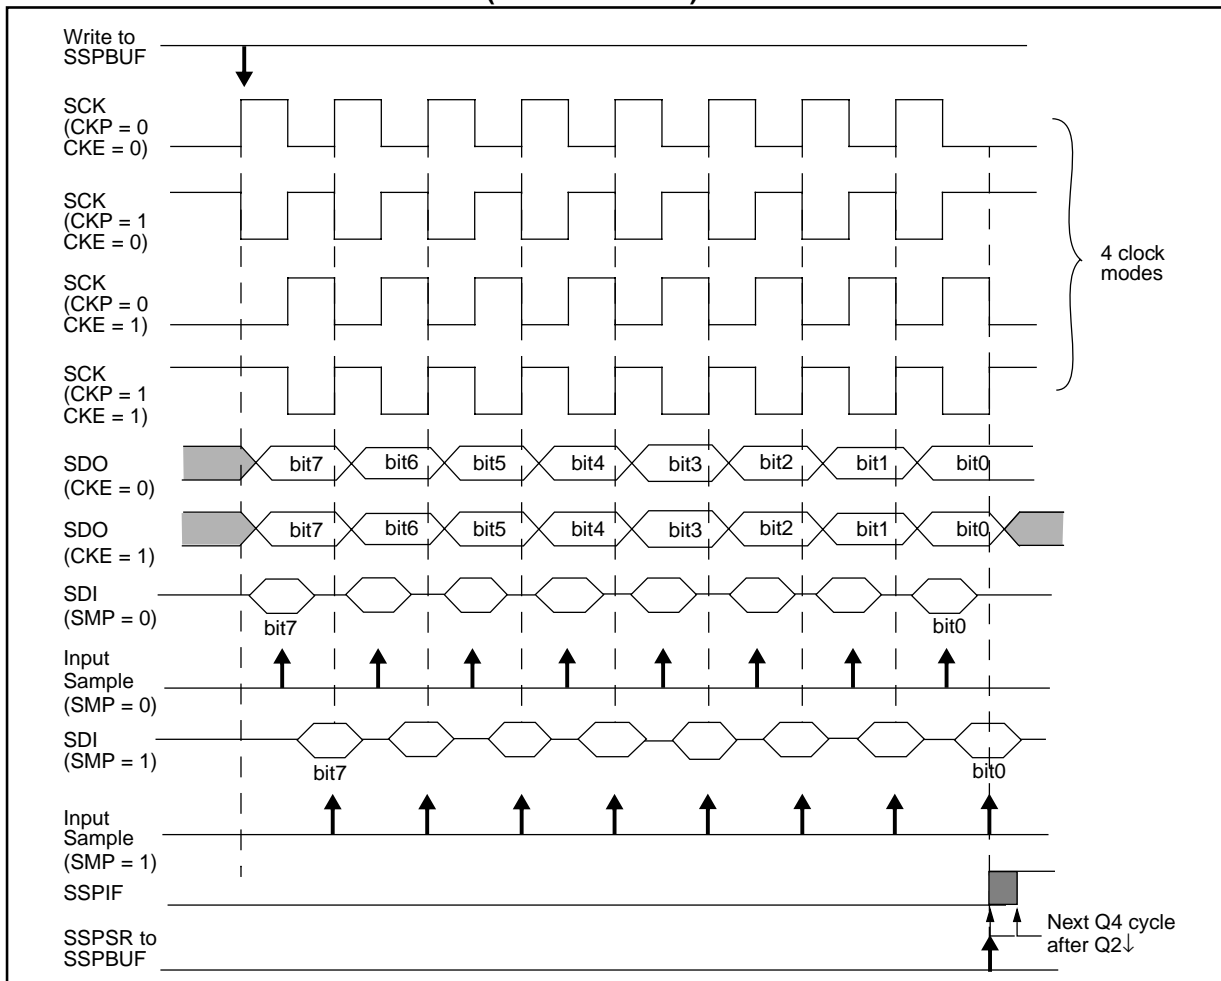 Write to
SSPBUF
SCK
(CKP = 0
CKE = 0)
SCK
(CKP = 1
CKE = 0)
SCK
(CKP = 0
CKE = 1)
SCK
(CKP = 1
CKE = 1)
4 clock
modes
SDO
(CKE = 0)
bit7 bit6 bit5 bit4 bit3 bit2 bit1 bit0
SDO
(CKE = 1)
bit7 bit6 bit5 bit4 bit3 bit2 bit1 bit0
SDI
(SMP = 0)
bit7 bit0
Input
Sample
(SMP = 0)
SDI
(SMP = 1)
bit7 bit0
Input
Sample
(SMP = 1)
SSPIF
SSPSR to
SSPBUF
Next Q4 cycle
after Q2↓